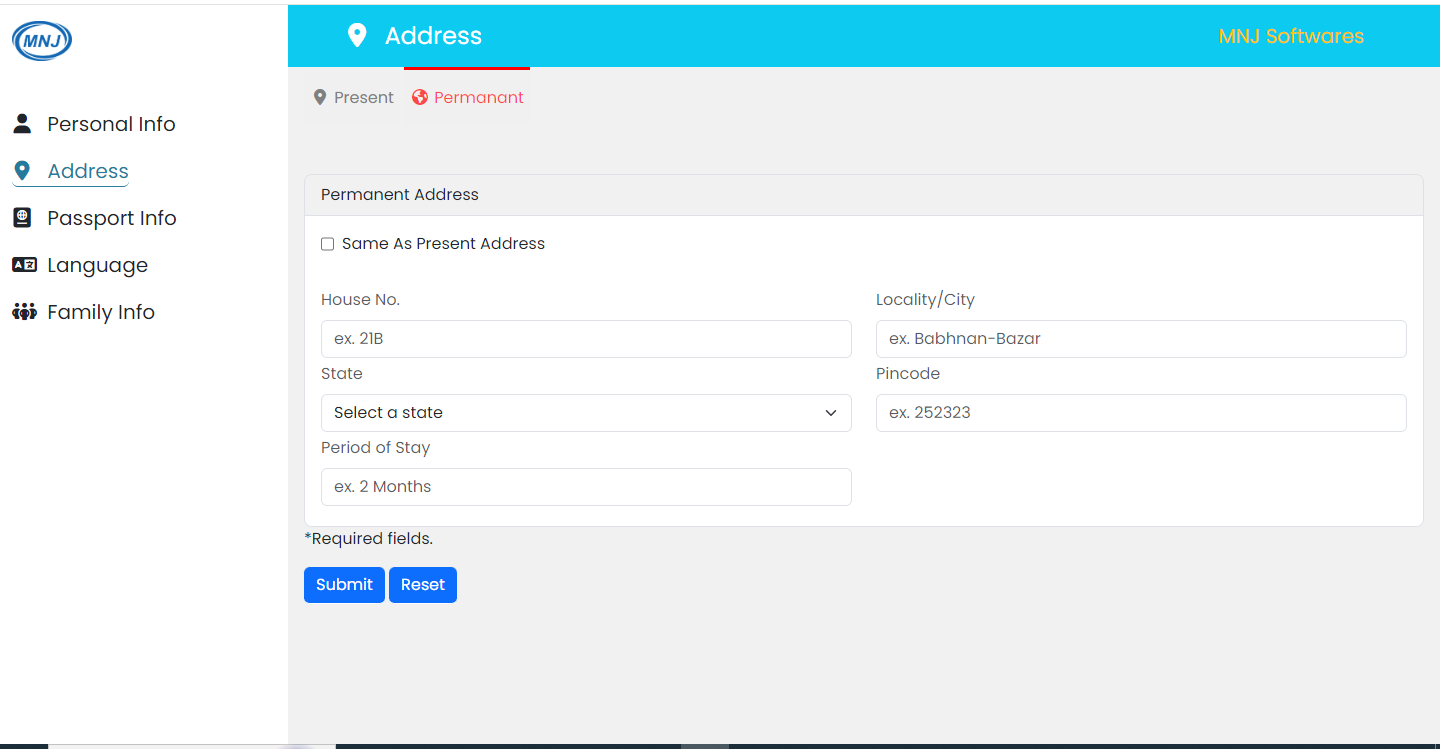 MNJ
Personal Info
Address
Passport Info
Language
Family Info
Address
MNJ Softwares
Present
Permanant
Permanent Address
Same As Present Address
House No.
Locality/City
ex. 21B
ex. Babhnan-Bazar
State
Pincode
Select a state
ex. 252323
Period of Stay
ex. 2 Months
*Required fields.
Submit Reset